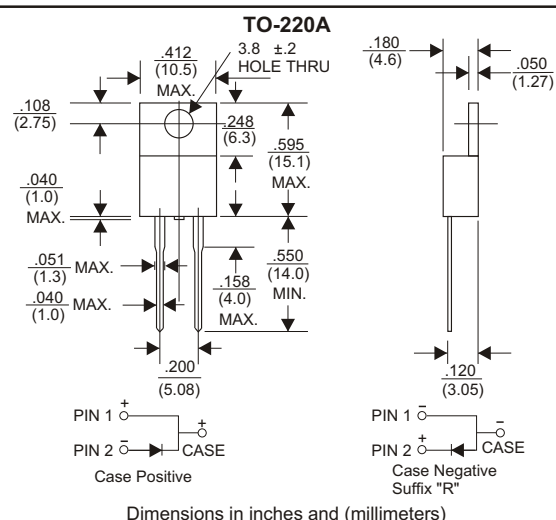 TO-220A
.412
(10.5)
MAX.
3.8 ±.2
HOLE THRU
.180
(4.6)
.050
(1.27)
.108
(2.75)
.248
(6.3)
.595
(15.1)
MAX.
.040
(1.0)
MAX.
.051
(1.3)
MAX.
.040
(1.0)
MAX.
.158
(4.0)
MAX.
.550
(14.0)
MIN.
.200
(5.08)
.120
(3.05)
PIN 1 +
PIN 2 -
+
CASE
Case Positive
PIN 1 -
PIN 2 +
-
CASE
Case Negative
Suffix "R"
Dimensions in inches and (millimeters)